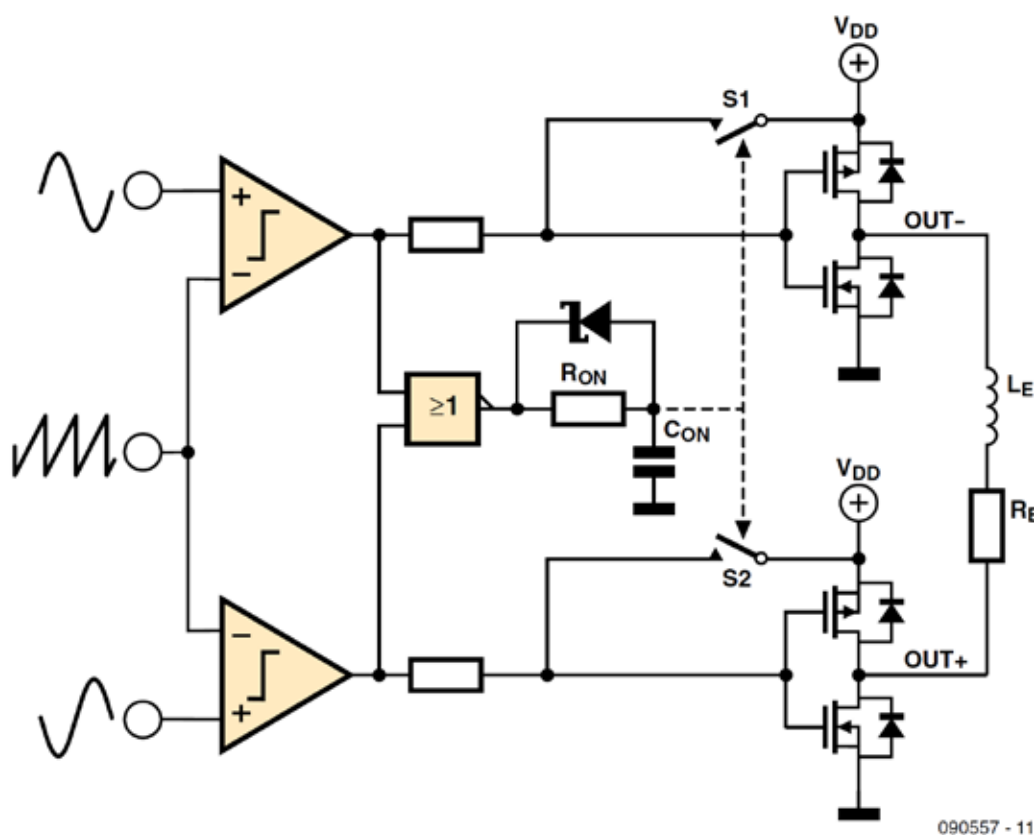 V_DD
S1
+
−
OUT−
R_ON
L_E
≥1
C_ON
V_DD
R_E
S2
−
+
OUT+
090557 - 11